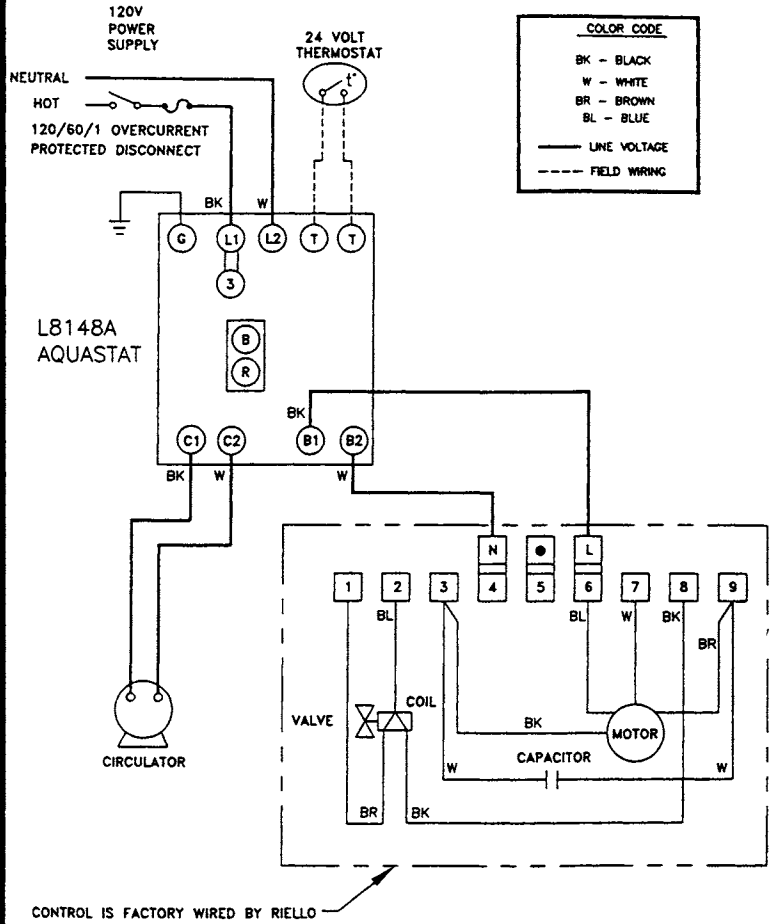 120V
POWER
SUPPLY
24 VOLT
THERMOSTAT
t°
NEUTRAL
HOT
120/60/1 OVERCURRENT
PROTECTED DISCONNECT
COLOR CODE
BK - BLACK
W - WHITE
BR - BROWN
BL - BLUE
LINE VOLTAGE
FIELD WIRING
BK W
G L1 L2 T T
3
L8148A
AQUASTAT
B
R
BK
C1 C2 B1 B2
BK W W
N L
1 2 3 4 5 6 7 8 9
BL BL W BK
BR
VALVE
COIL
BK
MOTOR
CAPACITOR
W W
BR BK
CIRCULATOR
CONTROL IS FACTORY WIRED BY RIELLO